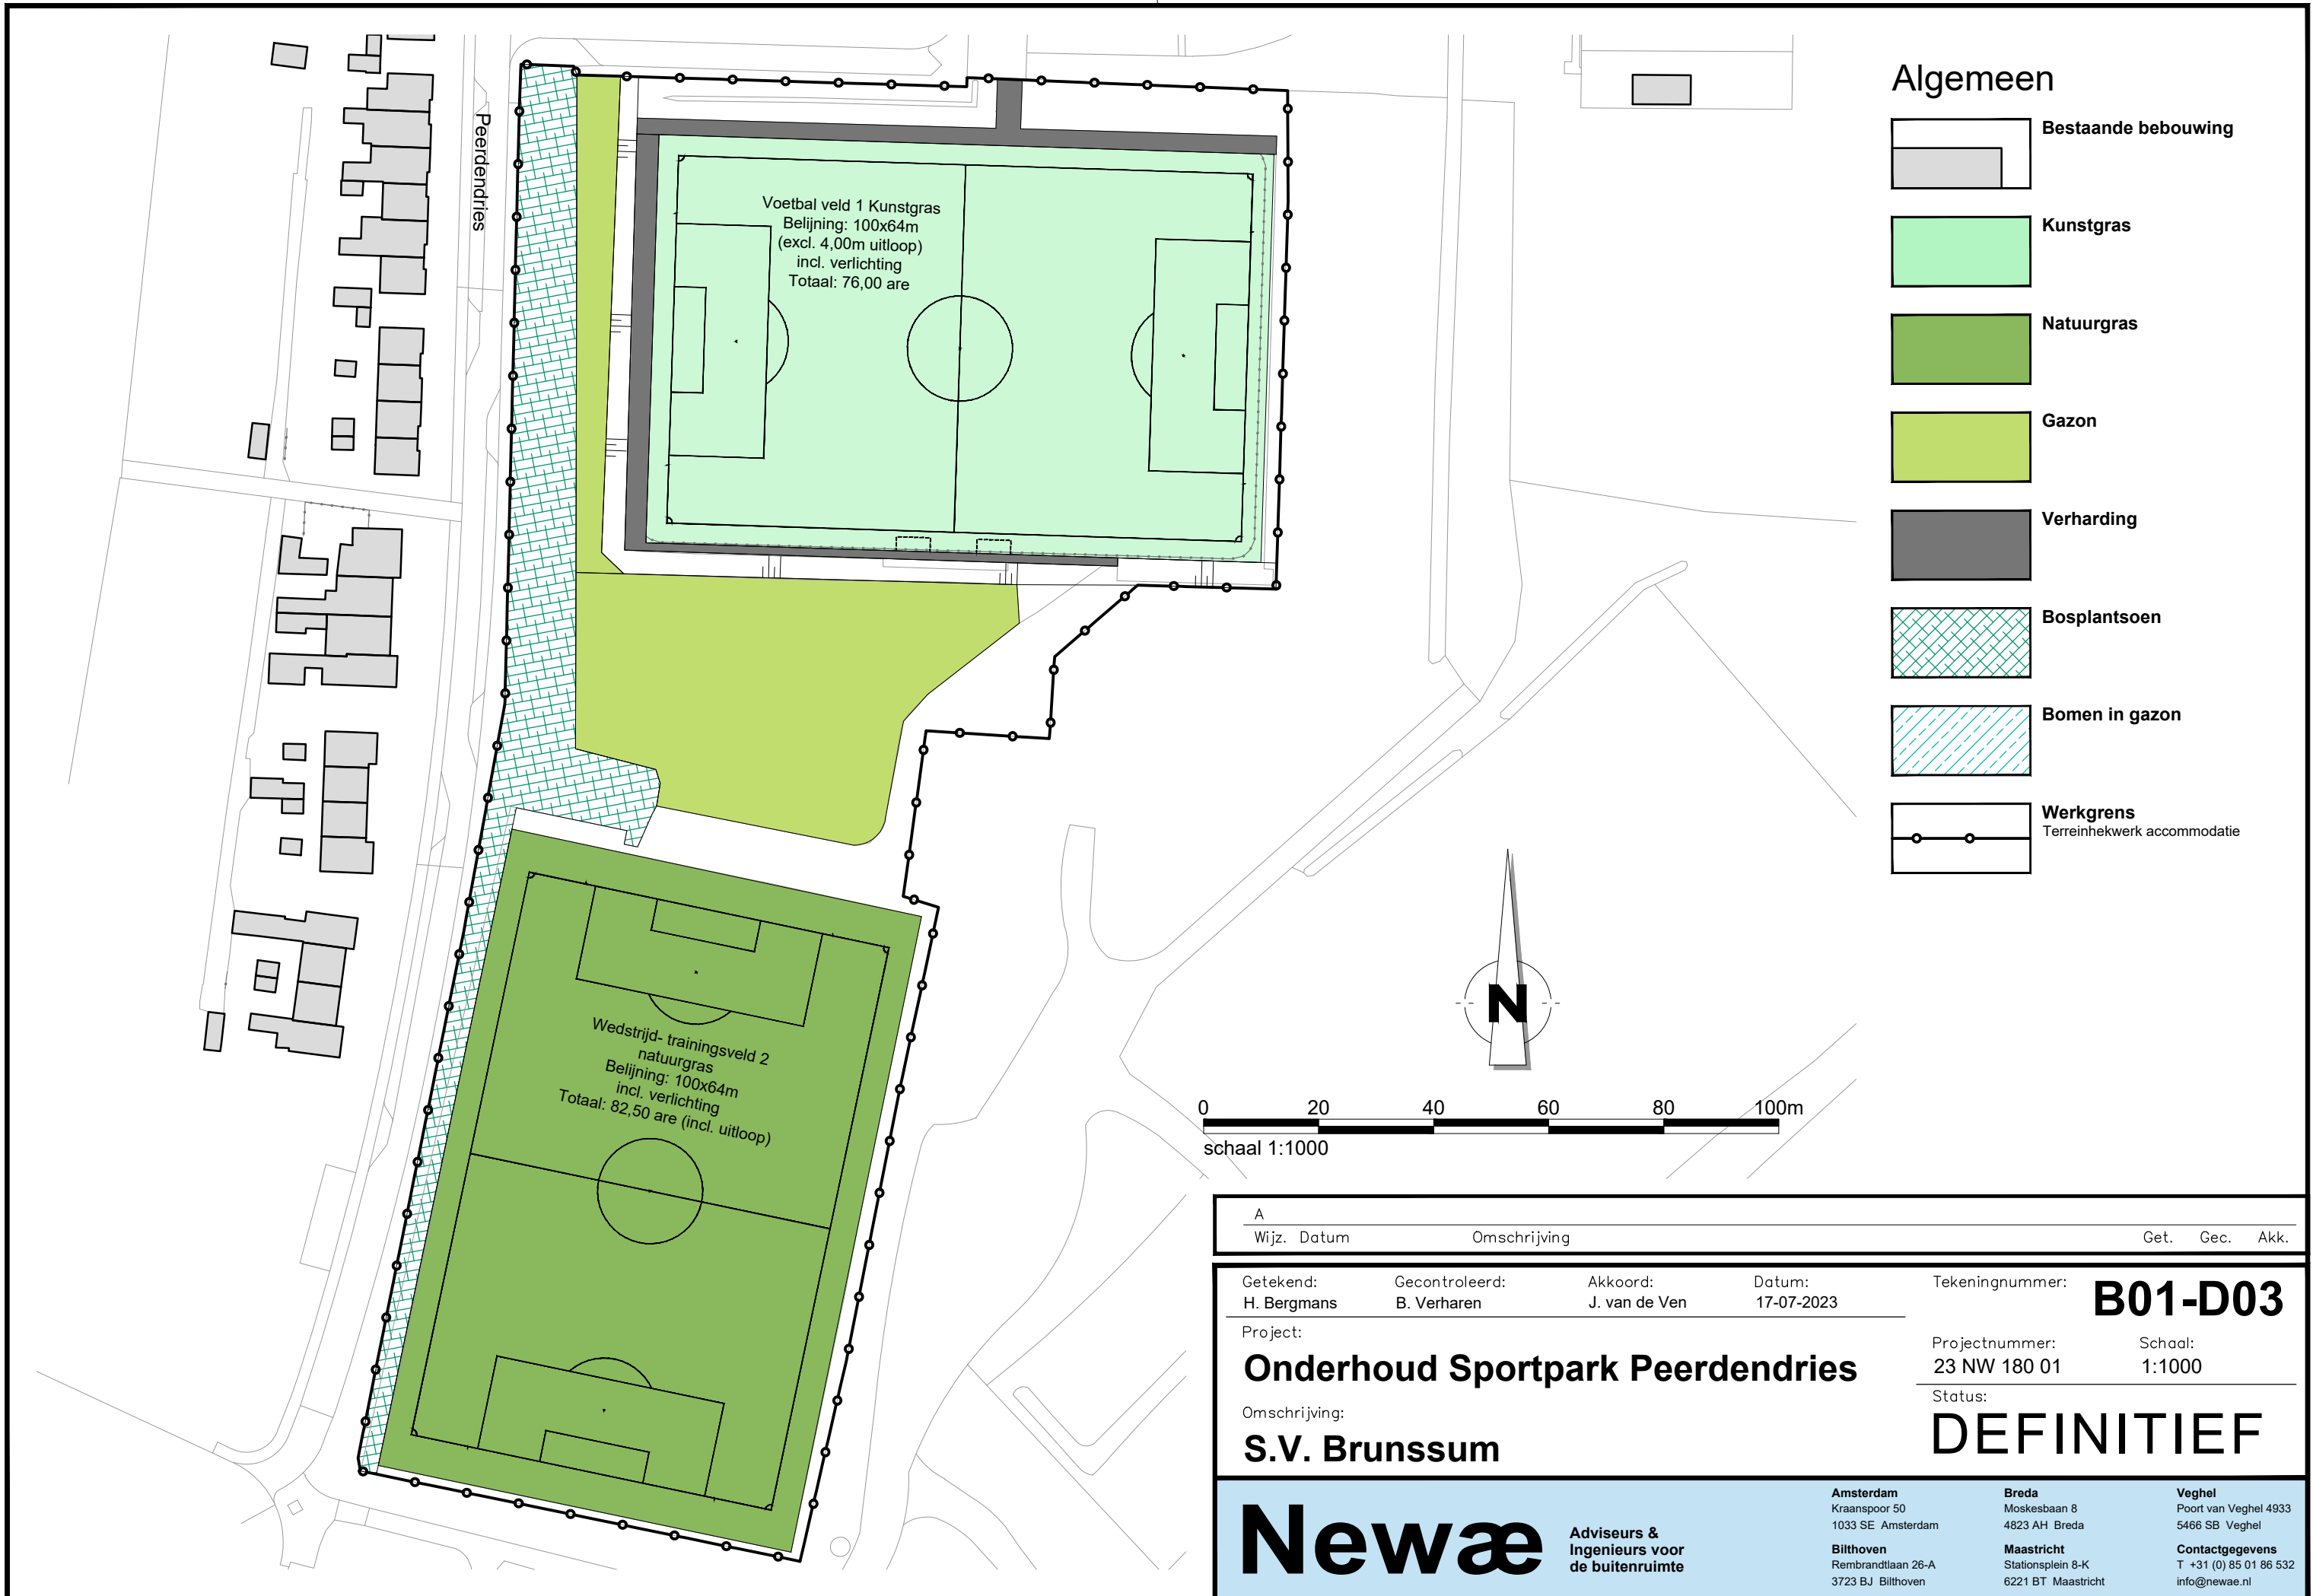 Peerdendries
Voetbal veld 1 Kunstgras
Belijning: 100x64m
(excl. 4,00m uitloop)
incl. verlichting
Totaal: 76,00 are
Wedstrijd- trainingsveld 2
natuurgras
Belijning: 100x64m
incl. verlichting
Totaal: 82,50 are (incl. uitloop)
Algemeen
Bestaande bebouwing
Kunstgras
Natuurgras
Gazon
Verharding
Bosplantsoen
Bomen in gazon
Werkgrens
Terreinhekwerk accommodatie
N
0 20 40 60 80 100m
schaal 1:1000
A
Wijz. Datum Omschrijving Get. Gec. Akk.
Getekend: Gecontroleerd: Akkoord: Datum:
H. Bergmans B. Verharen J. van de Ven 17-07-2023
Project:
Onderhoud Sportpark Peerdendries
Omschrijving:
S.V. Brunssum
Tekeningnummer: B01-D03
Projectnummer: Schaal:
23 NW 180 01 1:1000
Status:
DEFINITIEF
Newæ
Adviseurs &
Ingenieurs voor
de buitenruimte
Amsterdam
Kraanspoor 50
1033 SE Amsterdam
Bilthoven
Rembrandtlaan 26-A
3723 BJ Bilthoven
Breda
Moskesbaan 8
4823 AH Breda
Maastricht
Stationsplein 8-K
6221 BT Maastricht
Veghel
Poort van Veghel 4933
5466 SB Veghel
Contactgegevens
T +31 (0) 85 01 86 532
info@newae.nl